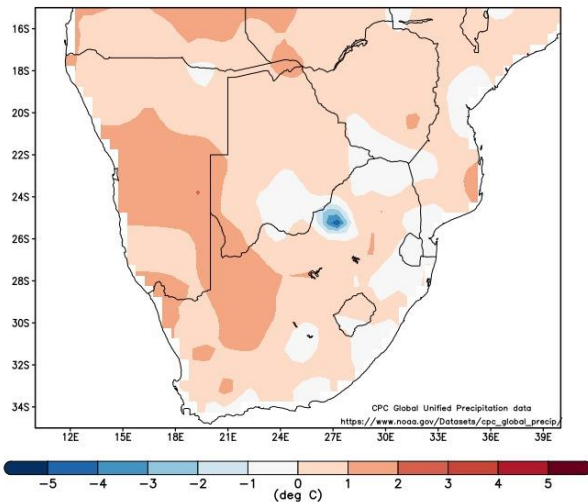 16S
18S
20S
22S
24S
26S
28S
30S
32S
34S
CPC Global Unified Precipitation data
https://www.noaa.gov/Datasets/cpc_global_precip/
12E 15E 18E 21E 24E 27E 30E 33E 36E 39E
-5 -4 -3 -2 -1 0 1 2 3 4 5
(deg C)